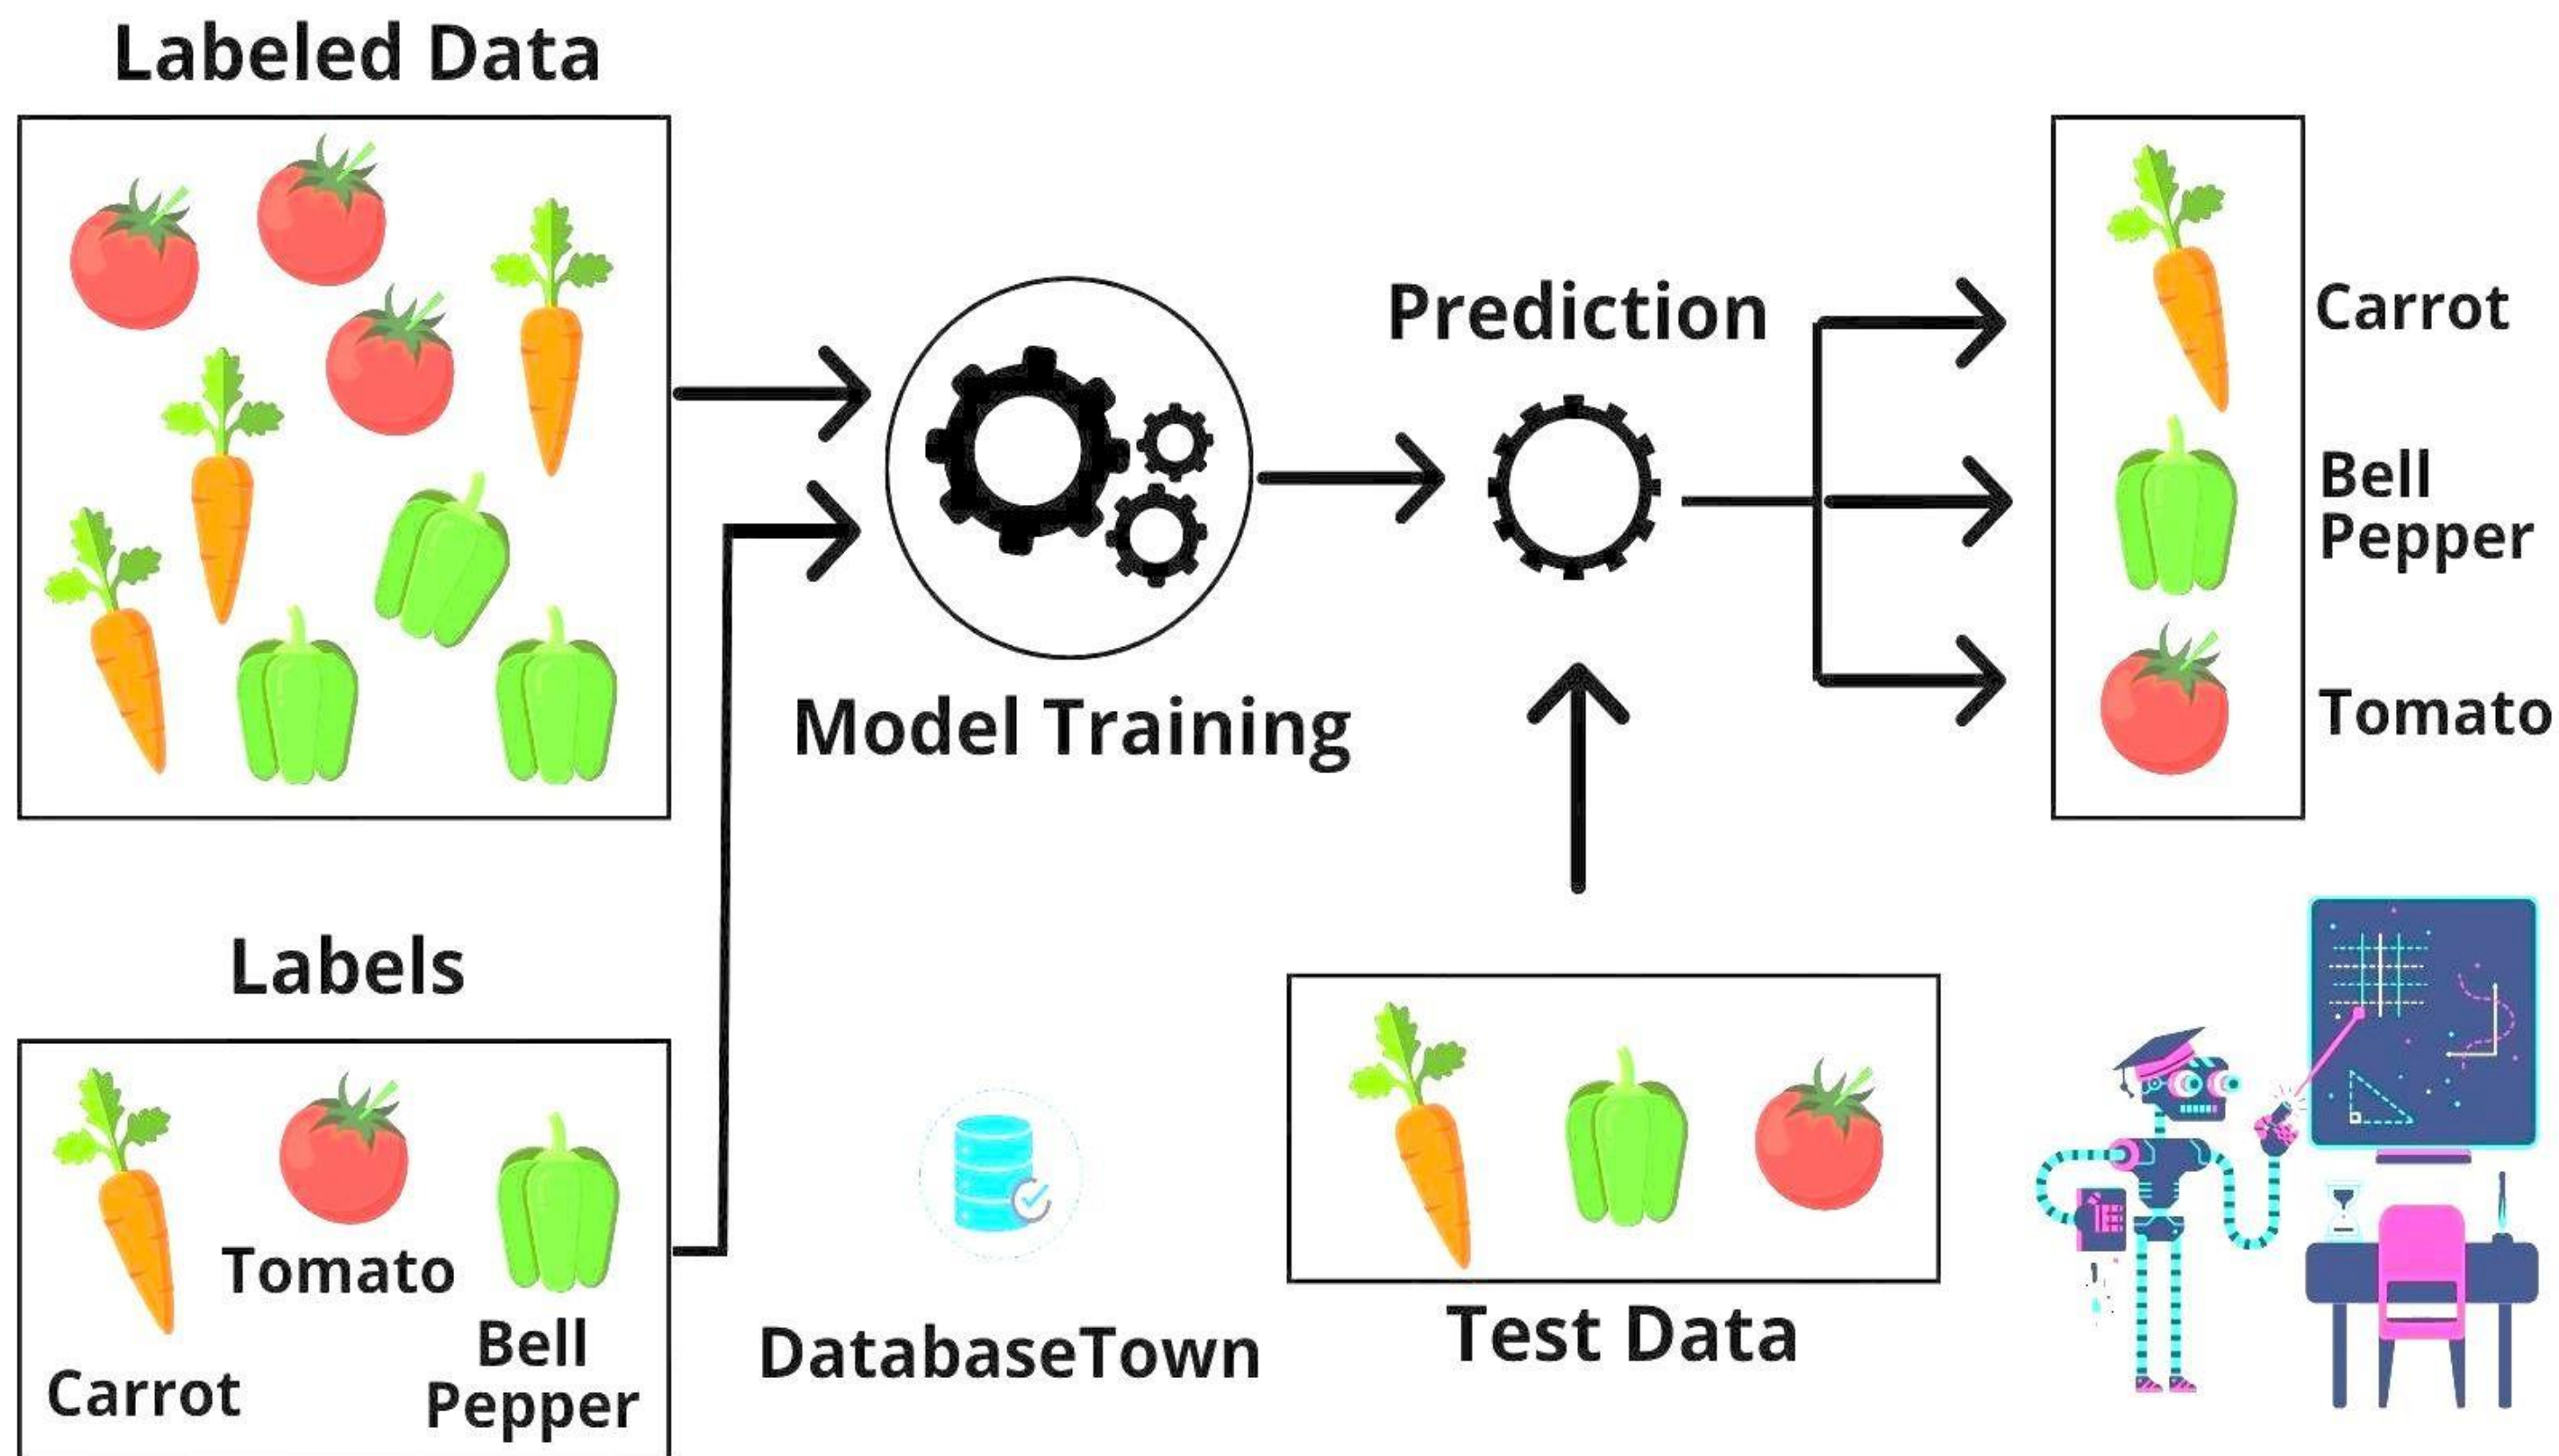 Labeled Data
Labels
Carrot
Tomato
Bell
Pepper
Model Training
DatabaseTown
Prediction
Test Data
Carrot
Bell
Pepper
Tomato